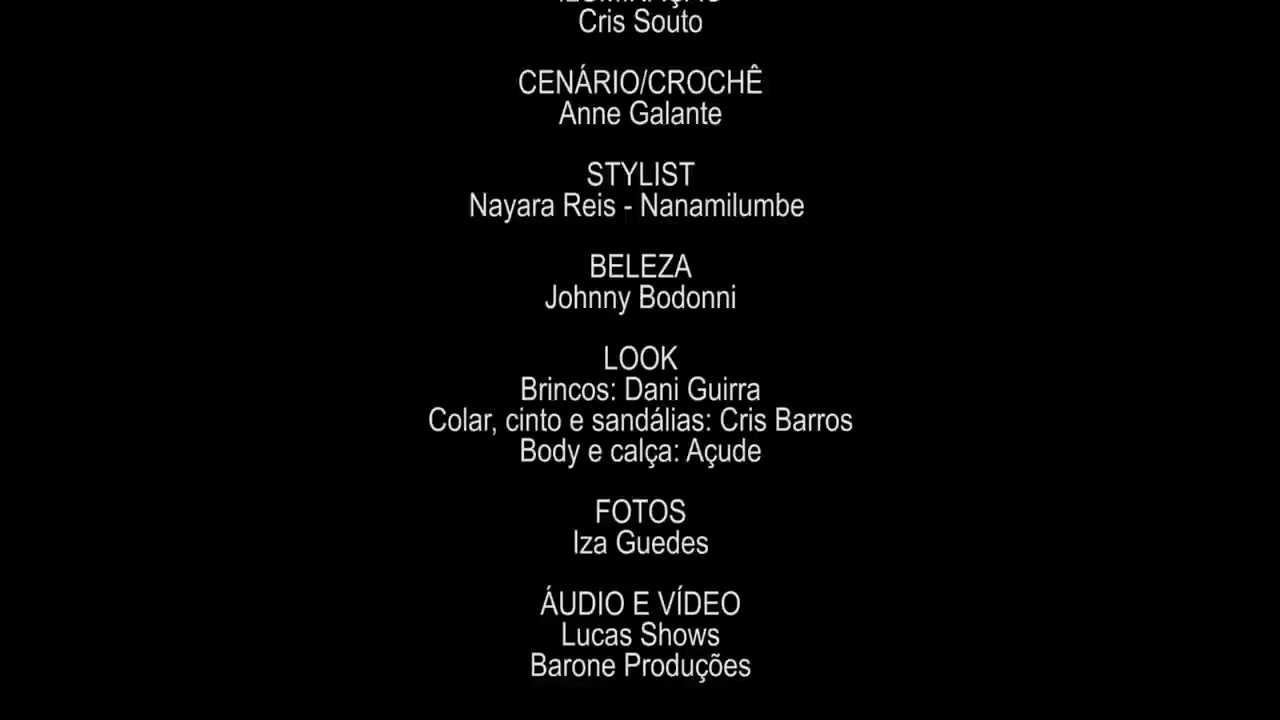 Cris Souto
CENÁRIO/CROCHÊ
Anne Galante
STYLIST
Nayara Reis - Nanamilumbe
BELEZA
Johnny Bodonni
LOOK
Brincos: Dani Guirra
Colar, cinto e sandálias: Cris Barros
Body e calça: Açude
FOTOS
Iza Guedes
ÁUDIO E VÍDEO
Lucas Shows
Barone Produções